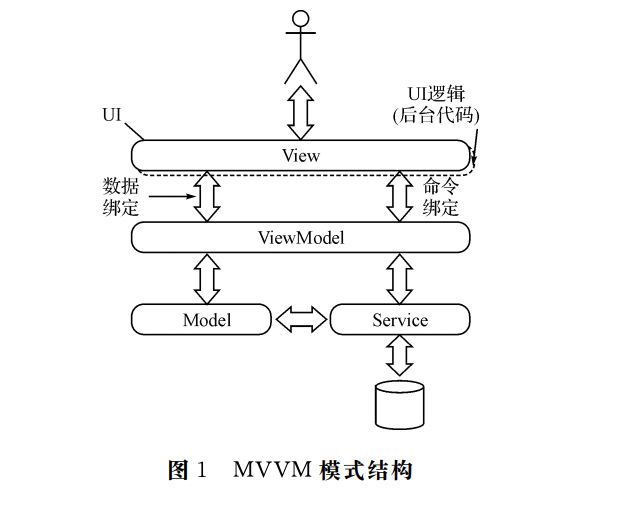 UI逻辑
(后台代码)
UI
View
数据
绑定
命令
绑定
ViewModel
Model
Service
图 1 MVVM 模式结构